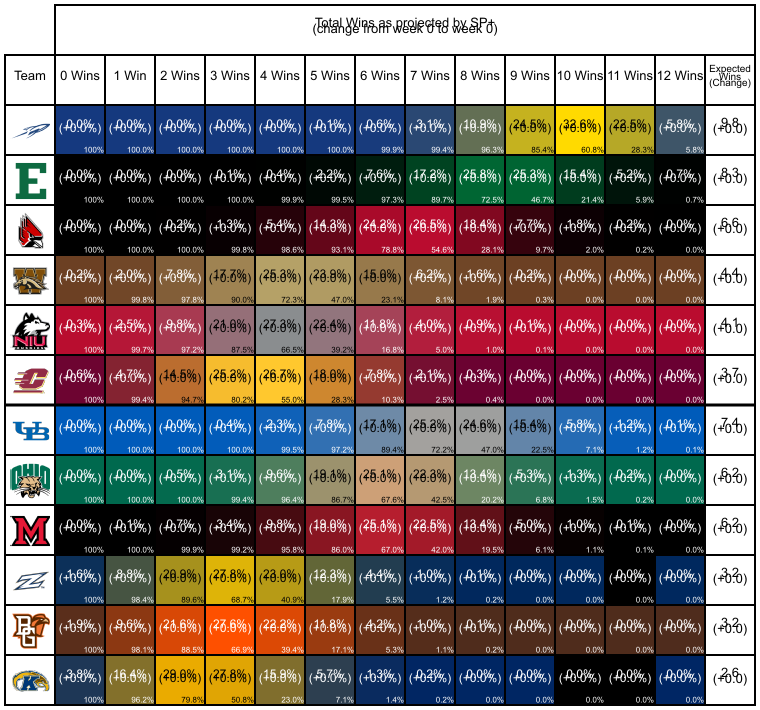 Total Wins as projected by SP+
(change from week 0 to week 0)
Team 0 Wins 1 Win 2 Wins 3 Wins 4 Wins 5 Wins 6 Wins 7 Wins 8 Wins 9 Wins 10 Wins 11 Wins 12 Wins Expected Wins (Change)
0.0% 0.0% 0.0% 0.0% 0.0% 0.1% 0.6% 3.1% 10.9% 24.5% 32.6% 22.5% 5.8% 9.8
(+0.0%) (+0.0%) (+0.0%) (+0.0%) (+0.0%) (+0.0%) (+0.0%) (+0.0%) (+0.0%) (+0.0%) (+0.0%) (+0.0%) (+0.0%) (+0.0)
100% 100.0% 100.0% 100.0% 100.0% 100.0% 99.9% 99.4% 96.3% 85.4% 60.8% 28.3% 5.8%
E
0.0% 0.0% 0.0% 0.1% 0.4% 2.2% 7.6% 17.2% 25.8% 25.3% 15.4% 5.2% 0.7% 8.3
(+0.0%) (+0.0%) (+0.0%) (+0.0%) (+0.0%) (+0.0%) (+0.0%) (+0.0%) (+0.0%) (+0.0%) (+0.0%) (+0.0%) (+0.0%) (+0.0)
100% 100.0% 100.0% 100.0% 99.9% 99.5% 97.3% 89.7% 72.5% 46.7% 21.4% 5.9% 0.7%
0.0% 0.0% 0.2% 1.3% 5.4% 14.3% 24.2% 26.5% 18.4% 7.7% 1.8% 0.2% 0.0% 6.6
(+0.0%) (+0.0%) (+0.0%) (+0.0%) (+0.0%) (+0.0%) (+0.0%) (+0.0%) (+0.0%) (+0.0%) (+0.0%) (+0.0%) (+0.0%) (+0.0)
100% 100.0% 100.0% 99.8% 98.6% 93.1% 78.8% 54.6% 28.1% 9.7% 2.0% 0.2% 0.0%
W
0.2% 2.0% 7.8% 17.7% 25.3% 23.9% 15.0% 6.2% 1.6% 0.2% 0.0% 0.0% 0.0% 4.4
(+0.0%) (+0.0%) (+0.0%) (+0.0%) (+0.0%) (+0.0%) (+0.0%) (+0.0%) (+0.0%) (+0.0%) (+0.0%) (+0.0%) (+0.0%) (+0.0)
100% 99.8% 97.8% 90.0% 72.3% 47.0% 23.1% 8.1% 1.9% 0.3% 0.0% 0.0% 0.0%
NIU
0.3% 2.5% 9.8% 21.0% 27.3% 22.4% 11.8% 4.0% 0.9% 0.1% 0.0% 0.0% 0.0% 4.1
(+0.0%) (+0.0%) (+0.0%) (+0.0%) (+0.0%) (+0.0%) (+0.0%) (+0.0%) (+0.0%) (+0.0%) (+0.0%) (+0.0%) (+0.0%) (+0.0)
100% 99.7% 97.2% 87.5% 66.5% 39.2% 16.8% 5.0% 1.0% 0.1% 0.0% 0.0% 0.0%
C
0.6% 4.7% 14.5% 25.2% 26.7% 18.0% 7.8% 2.1% 0.4% 0.0% 0.0% 0.0% 0.0% 3.7
(+0.0%) (+0.0%) (+0.0%) (+0.0%) (+0.0%) (+0.0%) (+0.0%) (+0.0%) (+0.0%) (+0.0%) (+0.0%) (+0.0%) (+0.0%) (+0.0)
100% 99.4% 94.7% 80.2% 55.0% 28.3% 10.3% 2.5% 0.4% 0.0% 0.0% 0.0% 0.0%
UB
0.0% 0.0% 0.0% 0.4% 2.3% 7.8% 17.1% 25.2% 24.6% 15.4% 5.8% 1.2% 0.1% 7.4
(+0.0%) (+0.0%) (+0.0%) (+0.0%) (+0.0%) (+0.0%) (+0.0%) (+0.0%) (+0.0%) (+0.0%) (+0.0%) (+0.0%) (+0.0%) (+0.0)
100% 100.0% 100.0% 100.0% 99.5% 97.2% 89.4% 72.2% 47.0% 22.5% 7.1% 1.2% 0.1%
OHIO
0.0% 0.0% 0.5% 3.1% 9.6% 19.1% 25.1% 22.3% 13.4% 5.3% 1.3% 0.2% 0.0% 6.2
(+0.0%) (+0.0%) (+0.0%) (+0.0%) (+0.0%) (+0.0%) (+0.0%) (+0.0%) (+0.0%) (+0.0%) (+0.0%) (+0.0%) (+0.0%) (+0.0)
100% 100.0% 100.0% 99.4% 96.4% 86.7% 67.6% 42.5% 20.2% 6.8% 1.5% 0.2% 0.0%
M
0.0% 0.1% 0.7% 3.4% 9.8% 19.0% 25.1% 22.5% 13.4% 5.0% 1.0% 0.1% 0.0% 6.2
(+0.0%) (+0.0%) (+0.0%) (+0.0%) (+0.0%) (+0.0%) (+0.0%) (+0.0%) (+0.0%) (+0.0%) (+0.0%) (+0.0%) (+0.0%) (+0.0)
100% 100.0% 99.9% 99.2% 95.8% 86.0% 67.0% 42.0% 19.5% 6.1% 1.1% 0.1% 0.0%
1.6% 8.8% 20.9% 27.8% 23.0% 12.3% 4.4% 1.0% 0.1% 0.0% 0.0% 0.0% 0.0% 3.2
(+0.0%) (+0.0%) (+0.0%) (+0.0%) (+0.0%) (+0.0%) (+0.0%) (+0.0%) (+0.0%) (+0.0%) (+0.0%) (+0.0%) (+0.0%) (+0.0)
100% 98.4% 89.6% 68.7% 40.9% 17.9% 5.5% 1.2% 0.2% 0.0% 0.0% 0.0% 0.0%
BG
1.9% 9.6% 21.6% 27.6% 22.2% 11.8% 4.2% 1.0% 0.1% 0.0% 0.0% 0.0% 0.0% 3.2
(+0.0%) (+0.0%) (+0.0%) (+0.0%) (+0.0%) (+0.0%) (+0.0%) (+0.0%) (+0.0%) (+0.0%) (+0.0%) (+0.0%) (+0.0%) (+0.0)
100% 98.1% 88.5% 66.9% 39.4% 17.1% 5.3% 1.1% 0.2% 0.0% 0.0% 0.0% 0.0%
K
3.8% 16.4% 29.0% 27.8% 15.9% 5.7% 1.3% 0.2% 0.0% 0.0% 0.0% 0.0% 0.0% 2.6
(+0.0%) (+0.0%) (+0.0%) (+0.0%) (+0.0%) (+0.0%) (+0.0%) (+0.0%) (+0.0%) (+0.0%) (+0.0%) (+0.0%) (+0.0%) (+0.0)
100% 96.2% 79.8% 50.8% 23.0% 7.1% 1.4% 0.2% 0.0% 0.0% 0.0% 0.0% 0.0%